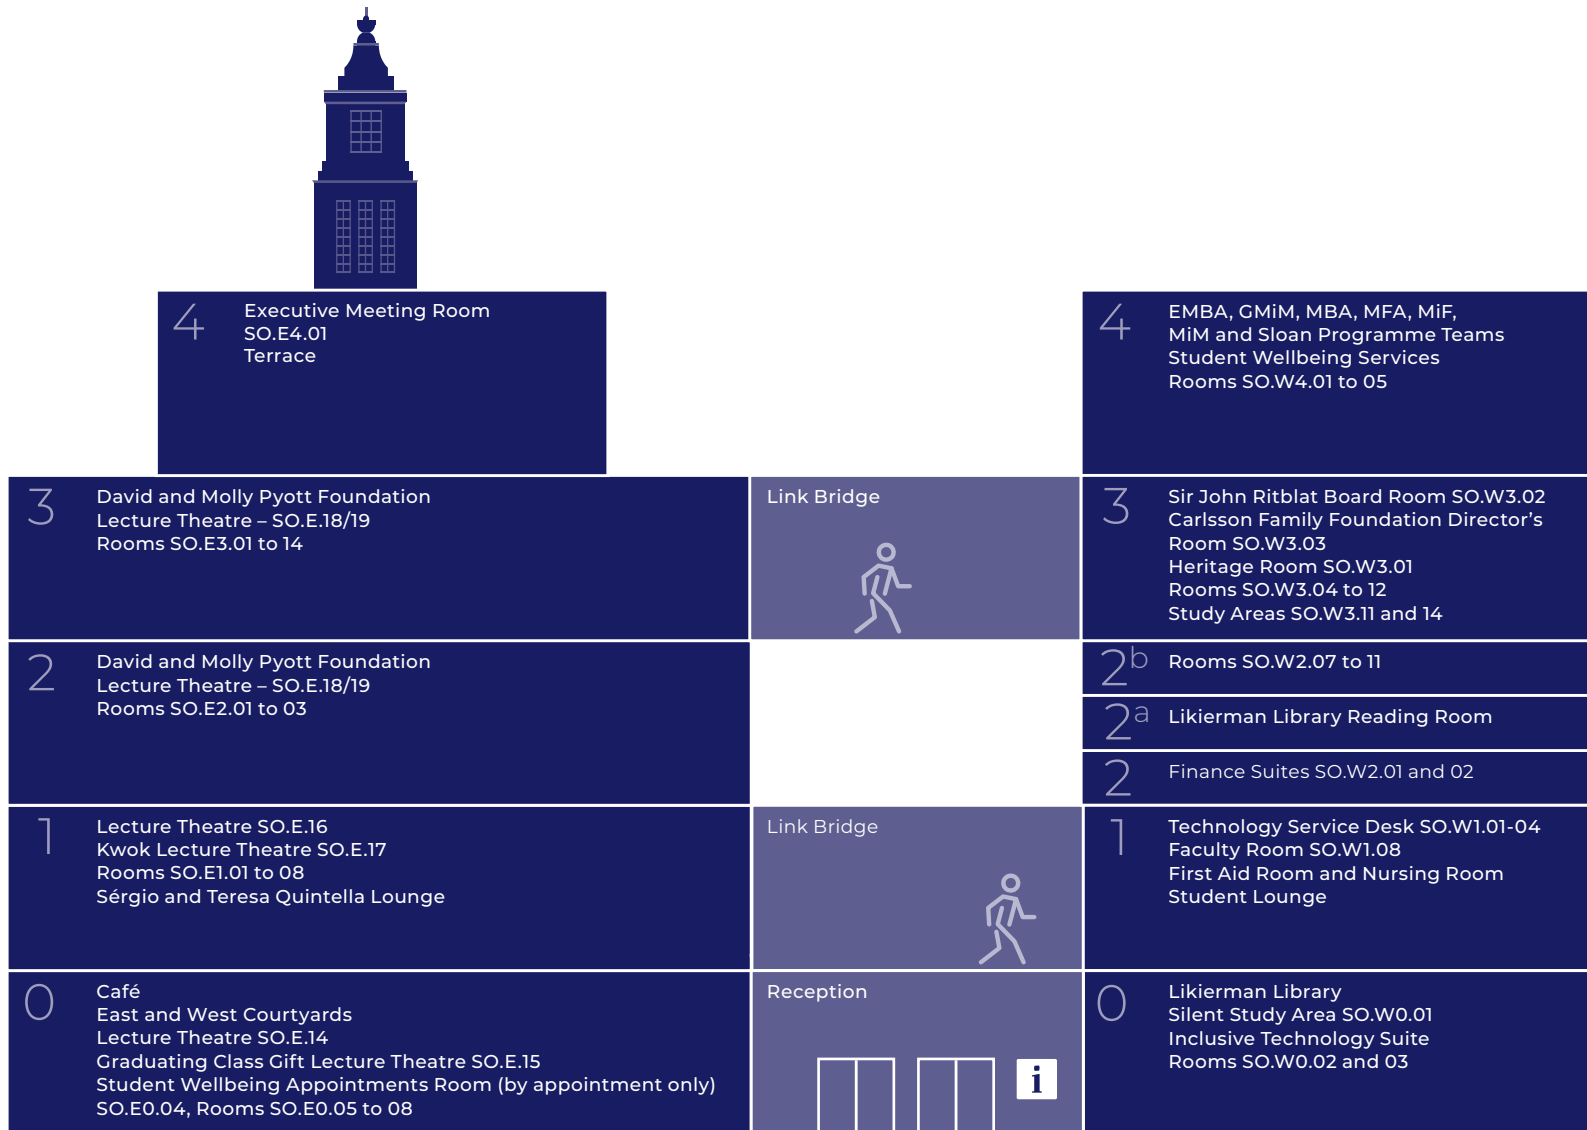 4
Executive Meeting Room
SO.E4.01
Terrace
4
EMBA, GMiM, MBA, MFA, MiF,
MiM and Sloan Programme Teams
Student Wellbeing Services
Rooms SO.W4.01 to 05
3
David and Molly Pyott Foundation
Lecture Theatre – SO.E.18/19
Rooms SO.E3.01 to 14
Link Bridge
3
Sir John Ritblat Board Room SO.W3.02
Carlsson Family Foundation Director’s
Room SO.W3.03
Heritage Room SO.W3.01
Rooms SO.W3.04 to 12
Study Areas SO.W3.11 and 14
2
David and Molly Pyott Foundation
Lecture Theatre – SO.E.18/19
Rooms SO.E2.01 to 03
2b
Rooms SO.W2.07 to 11
2a
Likierman Library Reading Room
2
Finance Suites SO.W2.01 and 02
1
Lecture Theatre SO.E.16
Kwok Lecture Theatre SO.E.17
Rooms SO.E1.01 to 08
Sérgio and Teresa Quintella Lounge
Link Bridge
1
Technology Service Desk SO.W1.01-04
Faculty Room SO.W1.08
First Aid Room and Nursing Room
Student Lounge
0
Café
East and West Courtyards
Lecture Theatre SO.E.14
Graduating Class Gift Lecture Theatre SO.E.15
Student Wellbeing Appointments Room (by appointment only)
SO.E0.04, Rooms SO.E0.05 to 08
Reception
i
0
Likierman Library
Silent Study Area SO.W0.01
Inclusive Technology Suite
Rooms SO.W0.02 and 03